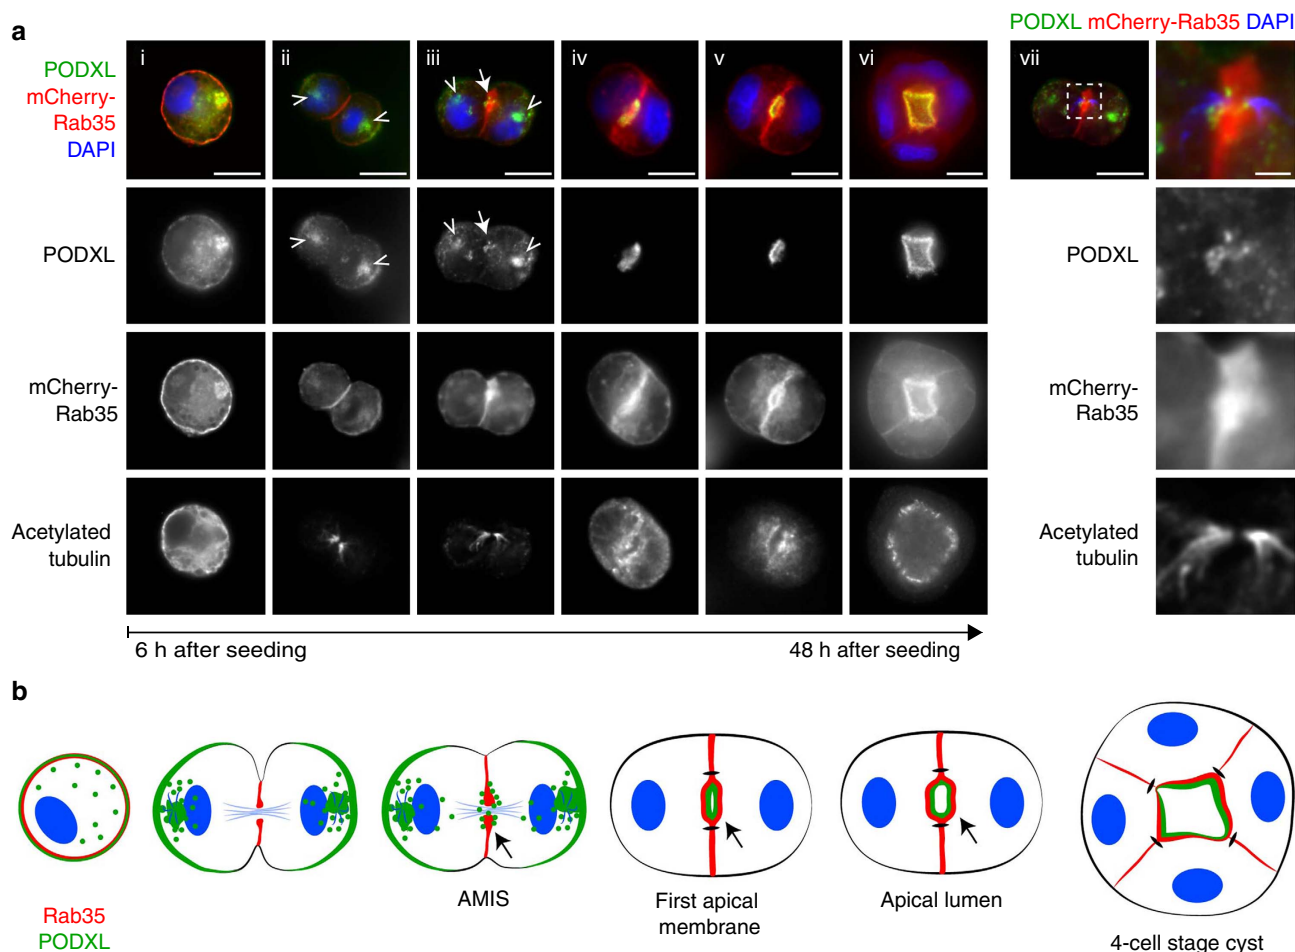 a
PODXL mCherry-Rab35 DAPI
i
ii
iii
iv
v
vi
vii
PODXL
mCherry-
Rab35
DAPI
PODXL
PODXL
mCherry-
Rab35
mCherry-
Rab35
Acetylated
tubulin
Acetylated
tubulin
6 h after seeding
48 h after seeding
b
AMIS
First apical
membrane
Apical lumen
4-cell stage cyst
Rab35
PODXL